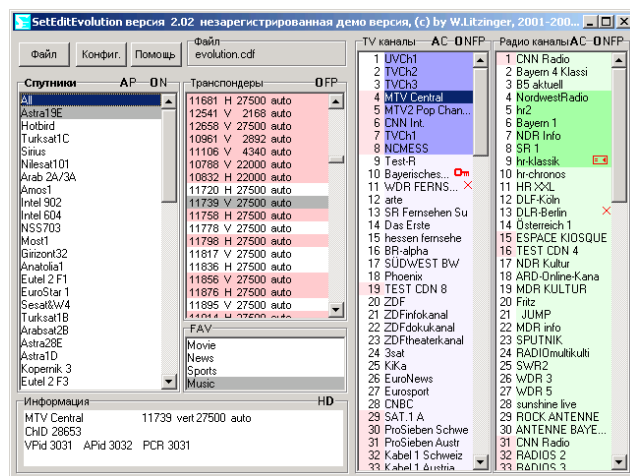 SetEditEvolution версия 2.02 незарегистрированная демо версия, (c) by W.Litzinger, 2001-200...
Файл
Конфиг.
Помощь
Файл
evolution.cdf
Спутники AP ON
All
Astra19E
Hotbird
Turksat1C
Sirius
Nilesat101
Arab 2A/3A
Amos1
Intel 902
Intel 604
NSS703
Most1
Girizont32
Anatolia1
Eutel 2 F1
EuroStar 1
Sesat&W4
Turksat1B
Arabsat2B
Astra28E
Astra1D
Kopernik 3
Eutel 2 F3
Транспондеры OFP
11681 H 27500 auto
12541 V 2168 auto
12658 V 27500 auto
10961 V 2892 auto
11106 V 4340 auto
10788 V 22000 auto
10832 H 22000 auto
11720 H 27500 auto
11739 V 27500 auto
11758 H 27500 auto
11778 V 27500 auto
11798 H 27500 auto
11817 V 27500 auto
11836 H 27500 auto
11856 V 27500 auto
11876 H 27500 auto
11895 V 27500 auto
11914 H 27500 auto
FAV
Movie
News
Sports
Music
Информация HD
MTV Central 11739 vert 27500 auto
ChID 28653
VPid 3031 APid 3032 PCR 3031
TV каналы AC ONFP
1 UVCh1
2 TVCh2
3 TVCh3
4 MTV Central
5 MTV2 Pop Chan...
6 CNN Int.
7 TVCh1
8 NCMESS
9 Test-R
10 Bayerisches...
11 WDR FERNS...
12 arte
13 SR Fernsehen Su
14 Das Erste
15 hessen fernsehe
16 BR-alpha
17 SÜDWEST BW
18 Phoenix
19 TEST CDN 8
20 ZDF
21 ZDFinfokanal
22 ZDFdokukanal
23 ZDFtheaterkanal
24 3sat
25 KiKa
26 EuroNews
27 Eurosport
28 CNBC
29 SAT.1 A
30 ProSieben Schwe
31 ProSieben Austr
32 Kabel 1 Schweiz
33 Kabel 1 Austria
Радио каналы AC ONFP
1 CNN Radio
2 Bayern 4 Klassi
3 B5 aktuell
4 NordwestRadio
5 hr2
6 Bayern 1
7 NDR Info
8 SR 1
9 hr-klassik
10 hr-chronos
11 HR XXL
12 DLF-Köln
13 DLR-Berlin
14 Österreich 1
15 ESPACE KIOSQUE
16 TEST CDN 4
17 NDR Kultur
18 ARD-Online-Kana
19 MDR KULTUR
20 Fritz
21 JUMP
22 MDR info
23 SPUTNIK
24 RADIOmultikulti
25 SWR2
26 WDR 3
27 WDR 5
28 sunshine live
29 ROCK ANTENNE
30 ANTENNE BAYE...
31 CNN Radio
32 RADIOS 2
33 RADIOS 3